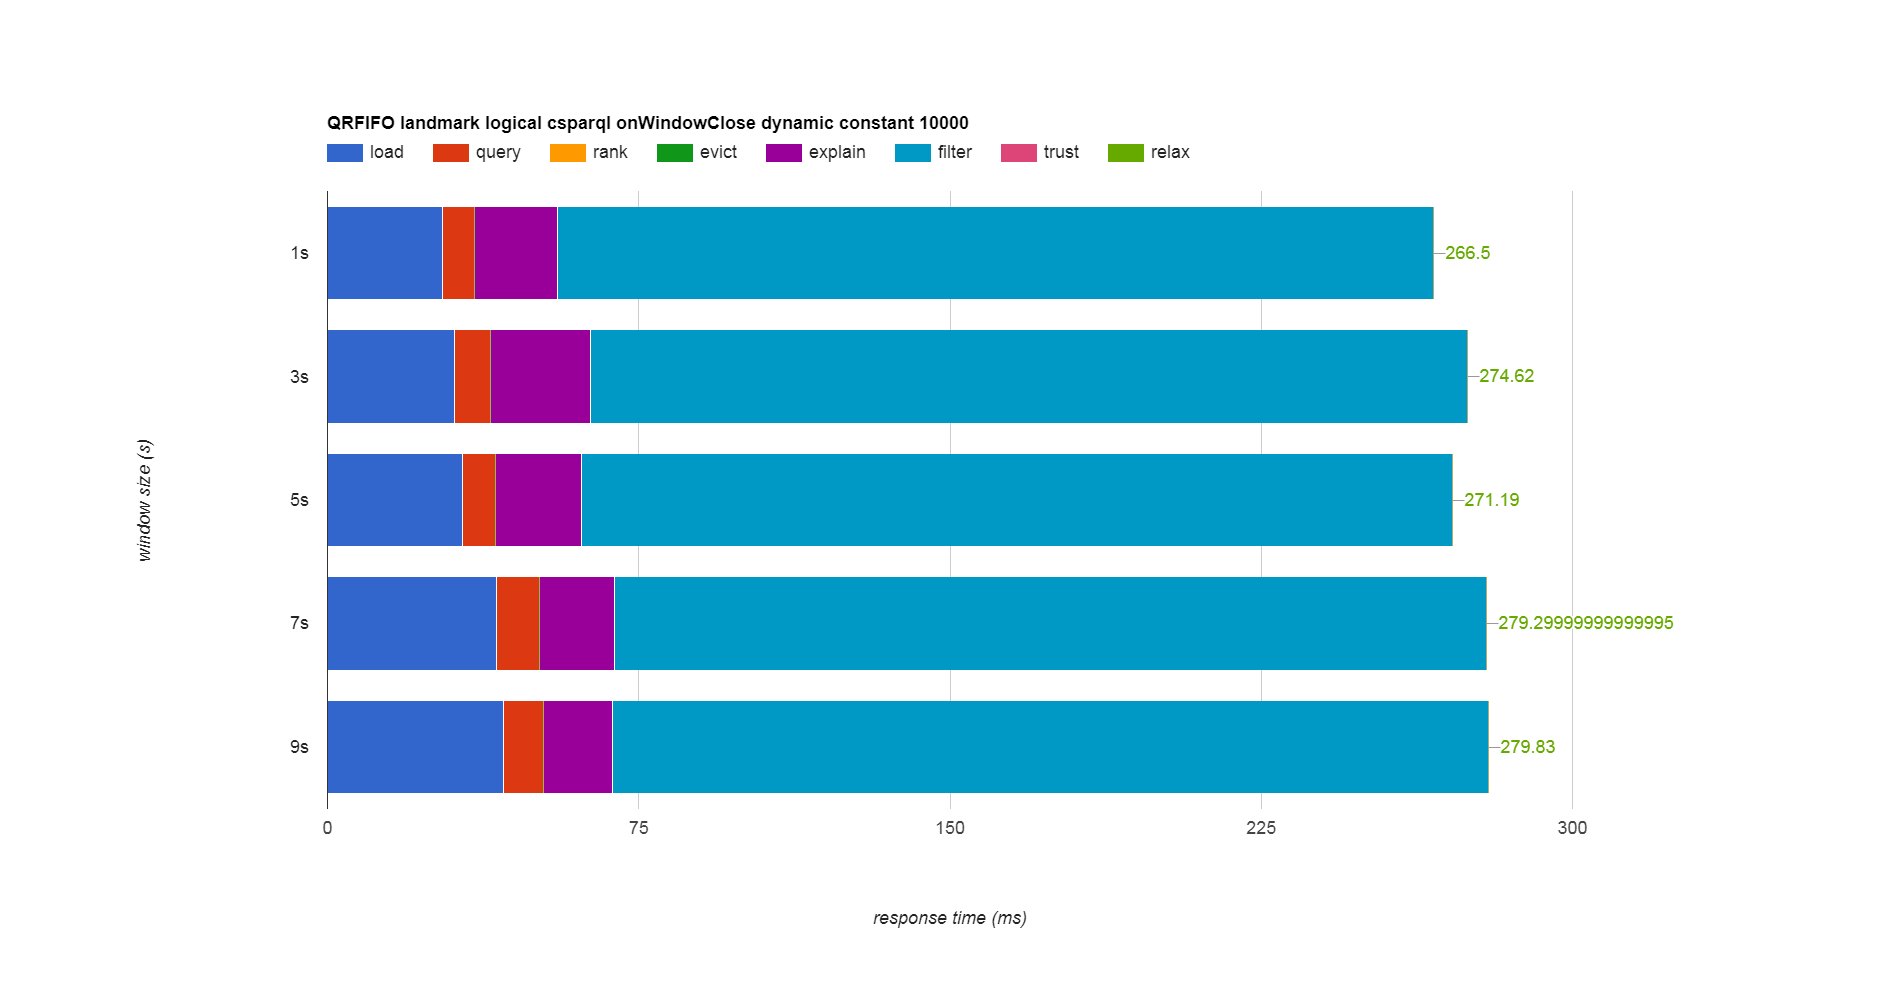 QRFIFO landmark logical csparql onWindowClose dynamic constant 10000
load query rank evict explain filter trust relax
1s 266.5
3s 274.62
5s 271.19
7s 279.29999999999995
9s 279.83
window size (s)
0 75 150 225 300
response time (ms)